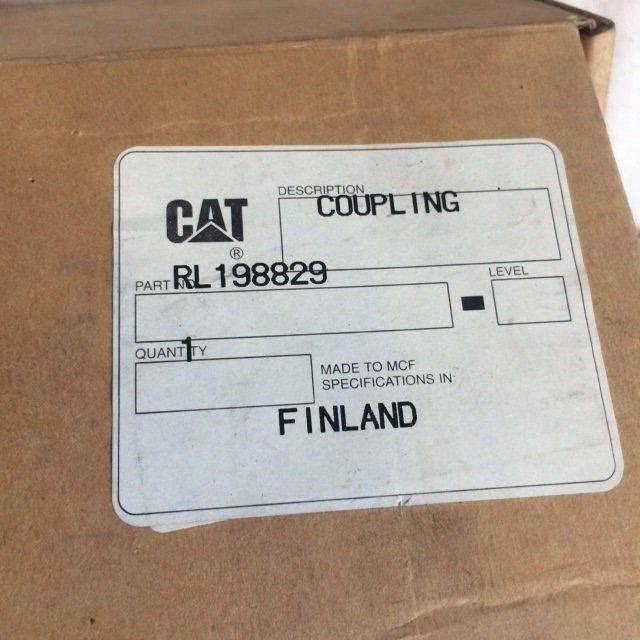 CAT®
DESCRIPTION
COUPLING
PART NO.
RL198829
LEVEL
QUANTITY
1
MADE TO MCF
SPECIFICATIONS IN:
FINLAND